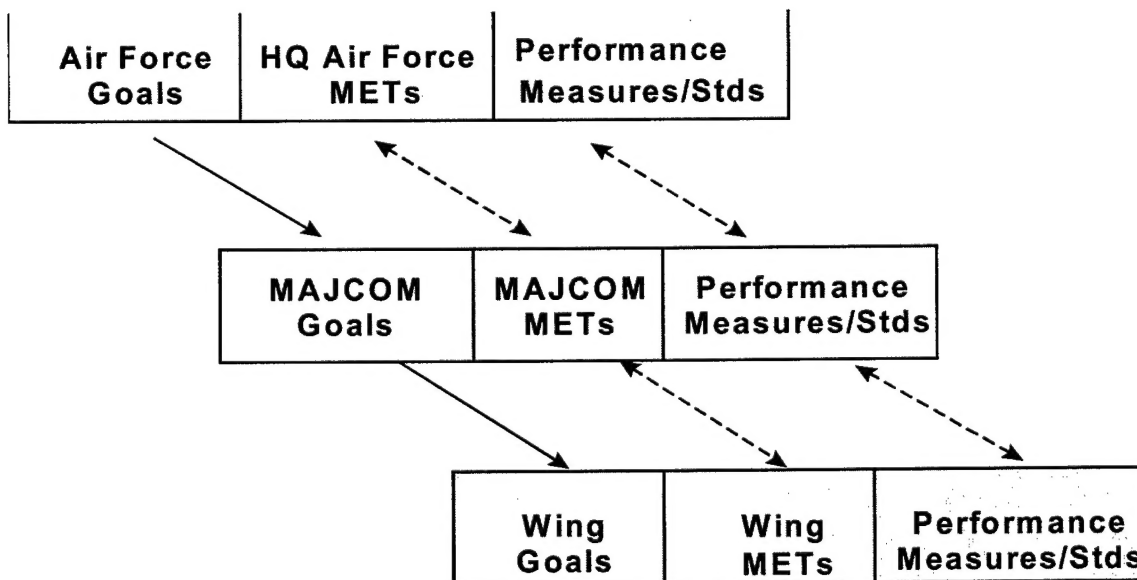 Air Force
Goals
HQ Air Force
METs
Performance
Measures/Stds
MAJCOM
Goals
MAJCOM
METs
Performance
Measures/Stds
Wing
Goals
Wing
METs
Performance
Measures/Stds